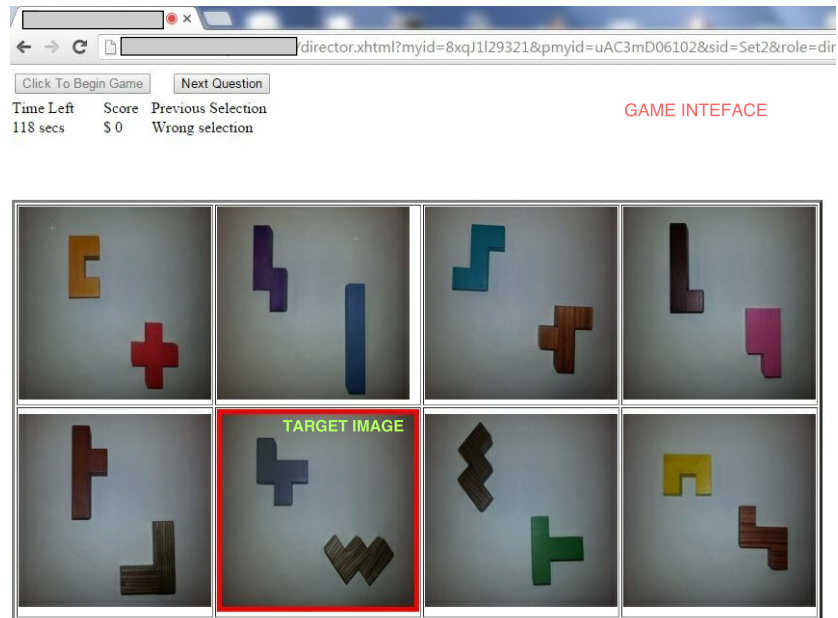 /director.xhtml?myid=8xqJ1l29321&pmyid=uAC3mD06102&sid=Set2&role=dir
Click To Begin Game Next Question
Time Left Score Previous Selection
118 secs $ 0 Wrong selection
GAME INTEFACE
TARGET IMAGE